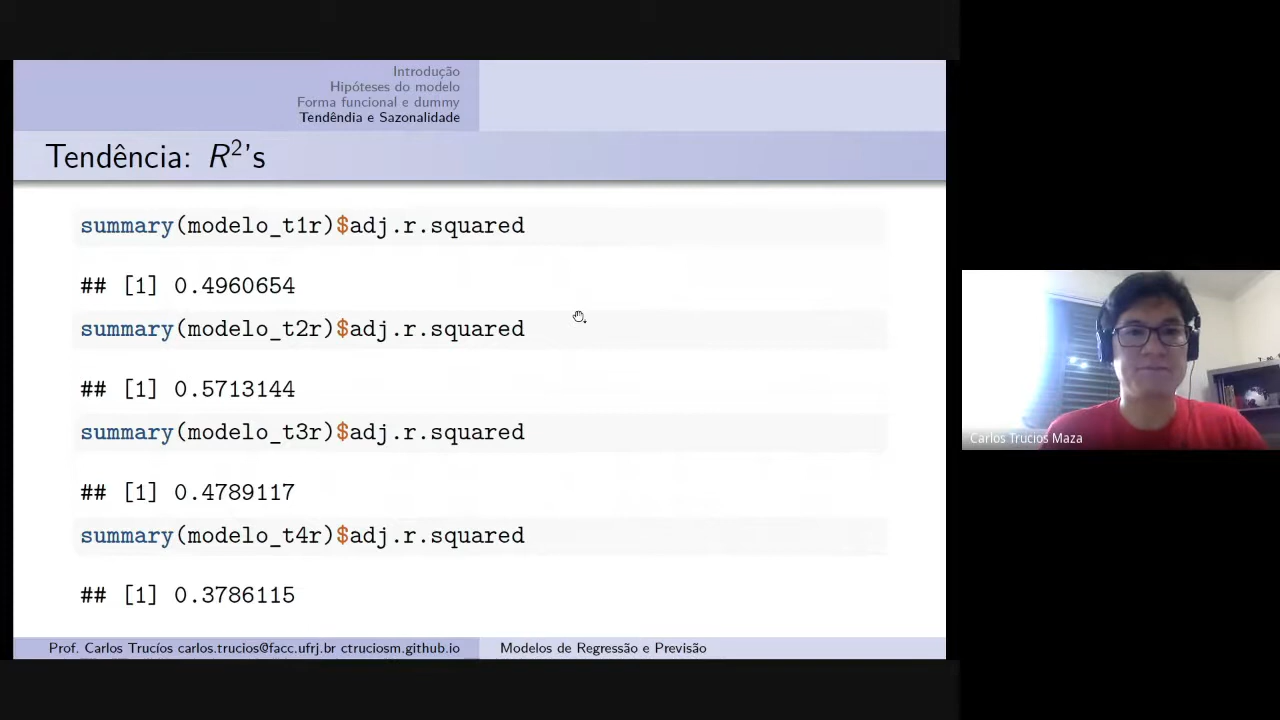 Introdução
Hipóteses do modelo
Forma funcional e dummy
Tendêndia e Sazonalidade
Tendência: R²'s
summary(modelo_t1r)$adj.r.squared
## [1] 0.4960654
summary(modelo_t2r)$adj.r.squared
## [1] 0.5713144
summary(modelo_t3r)$adj.r.squared
## [1] 0.4789117
summary(modelo_t4r)$adj.r.squared
## [1] 0.3786115
Prof. Carlos Trucíos carlos.trucios@facc.ufrj.br ctruciosm.github.io
Modelos de Regressão e Previsão
Carlos Trucios Maza